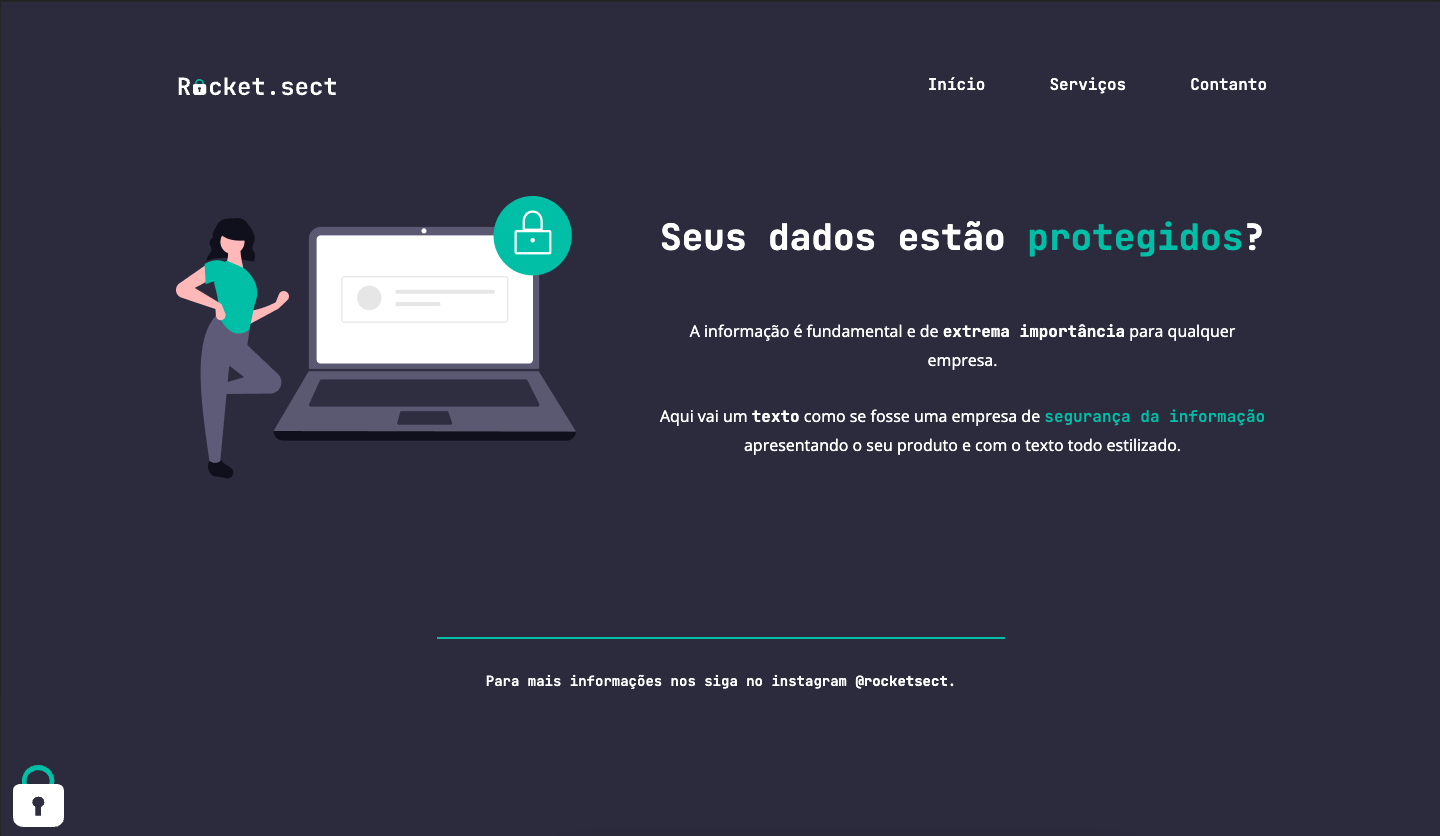 Rocket.sect
Início Serviços Contanto
Seus dados estão protegidos?
A informação é fundamental e de extrema importância para qualquer
empresa.
Aqui vai um texto como se fosse uma empresa de segurança da informação
apresentando o seu produto e com o texto todo estilizado.
Para mais informações nos siga no instagram @rocketsect.